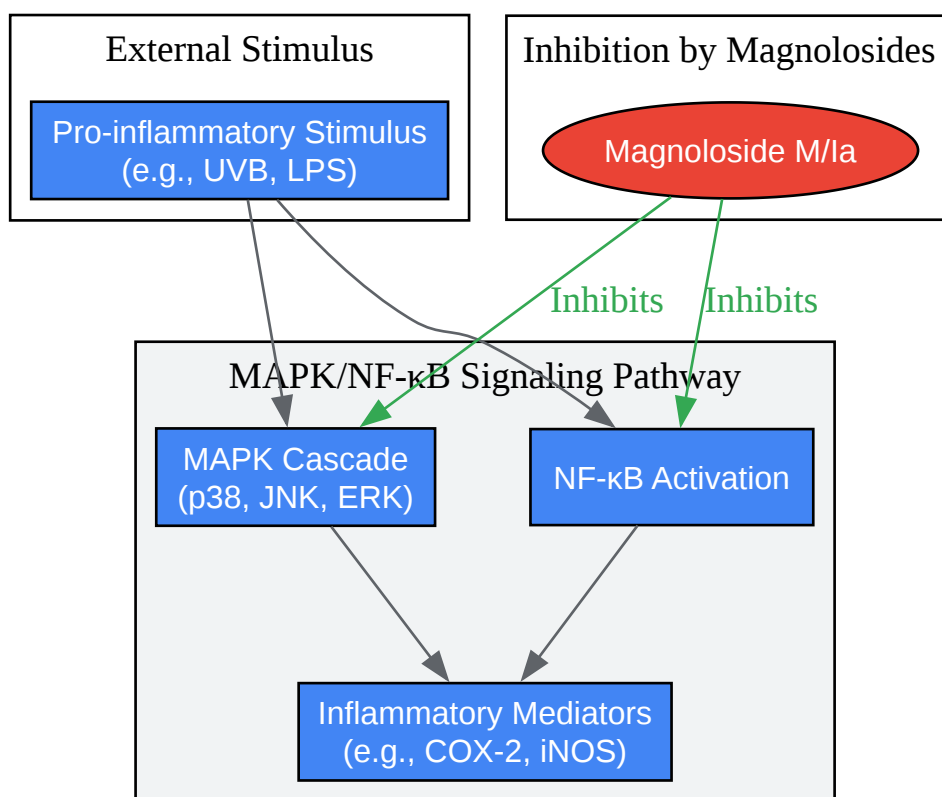 External Stimulus
Inhibition by Magnolosides
Pro-inflammatory Stimulus
(e.g., UVB, LPS)
Magnoloside M/Ia
Inhibits
Inhibits
MAPK/NF-κB Signaling Pathway
MAPK Cascade
(p38, JNK, ERK)
NF-κB Activation
Inflammatory Mediators
(e.g., COX-2, iNOS)